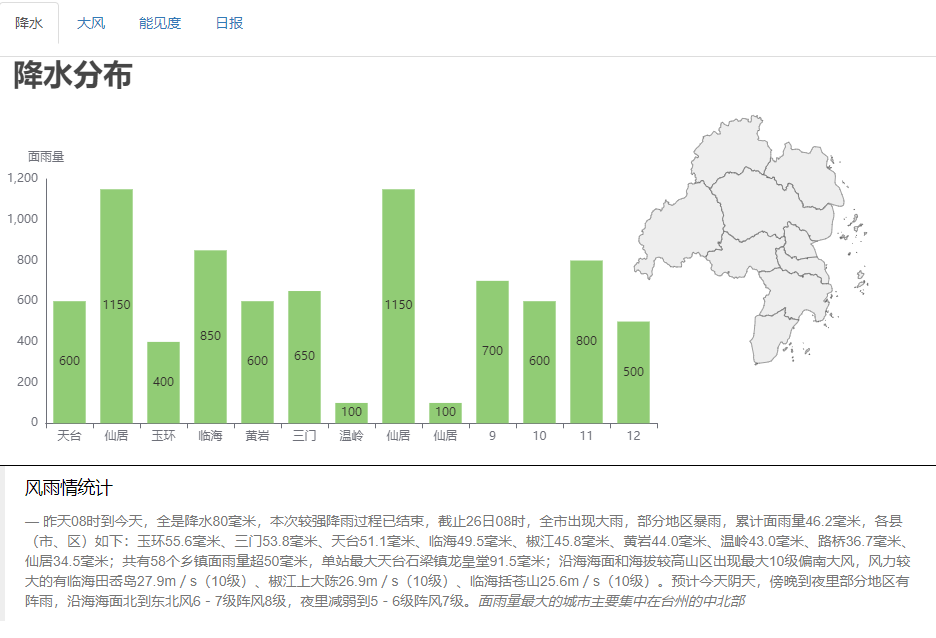 降水 大风 能见度 日报
降水分布
面雨量
1,200
1,000
800
600
400
200
0
600 1150 400 850 600 650 100 1150 100 700 600 800 500
天台 仙居 玉环 临海 黄岩 三门 温岭 仙居 仙居 9 10 11 12
风雨情统计
— 昨天08时到今天，全是降水80毫米，本次较强降雨过程已结束，截止26日08时，全市出现大雨，部分地区暴雨，累计面雨量46.2毫米，各县
（市、区）如下：玉环55.6毫米、三门53.8毫米、天台51.1毫米、临海49.5毫米、椒江45.8毫米、黄岩44.0毫米、温岭43.0毫米、路桥36.7毫米、
仙居34.5毫米；共有58个乡镇面雨量超50毫米，单站最大天台石梁镇龙皇堂91.5毫米；沿海海面和海拔较高山区出现最大10级偏南大风，风力较
大的有临海田岙岛27.9m / s（10级）、椒江上大陈26.9m / s（10级）、临海括苍山25.6m / s（10级）。预计今天阴天，傍晚到夜里部分地区有
阵雨，沿海海面北到东北风6 - 7级阵风8级，夜里减弱到5 - 6级阵风7级。面雨量最大的城市主要集中在台州的中北部